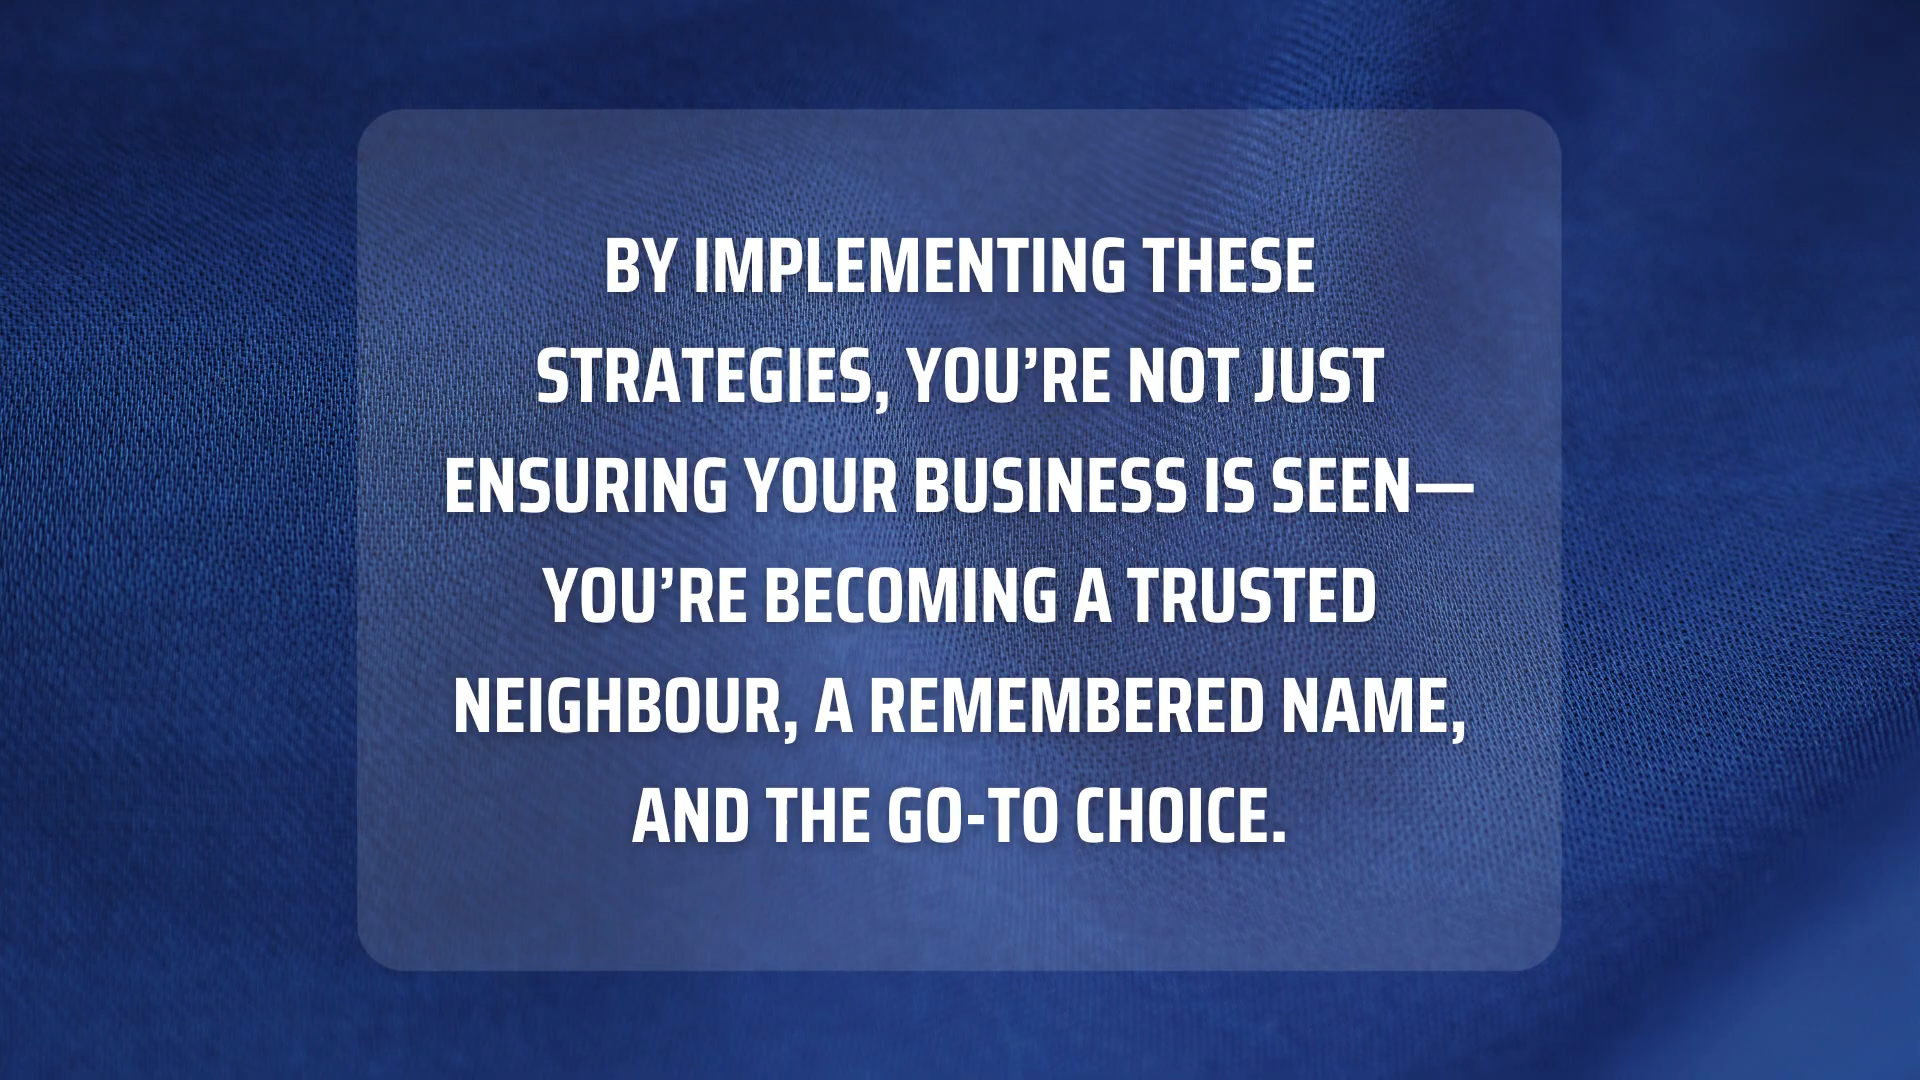 BY IMPLEMENTING THESE
STRATEGIES, YOU’RE NOT JUST
ENSURING YOUR BUSINESS IS SEEN—
YOU’RE BECOMING A TRUSTED
NEIGHBOUR, A REMEMBERED NAME,
AND THE GO-TO CHOICE.